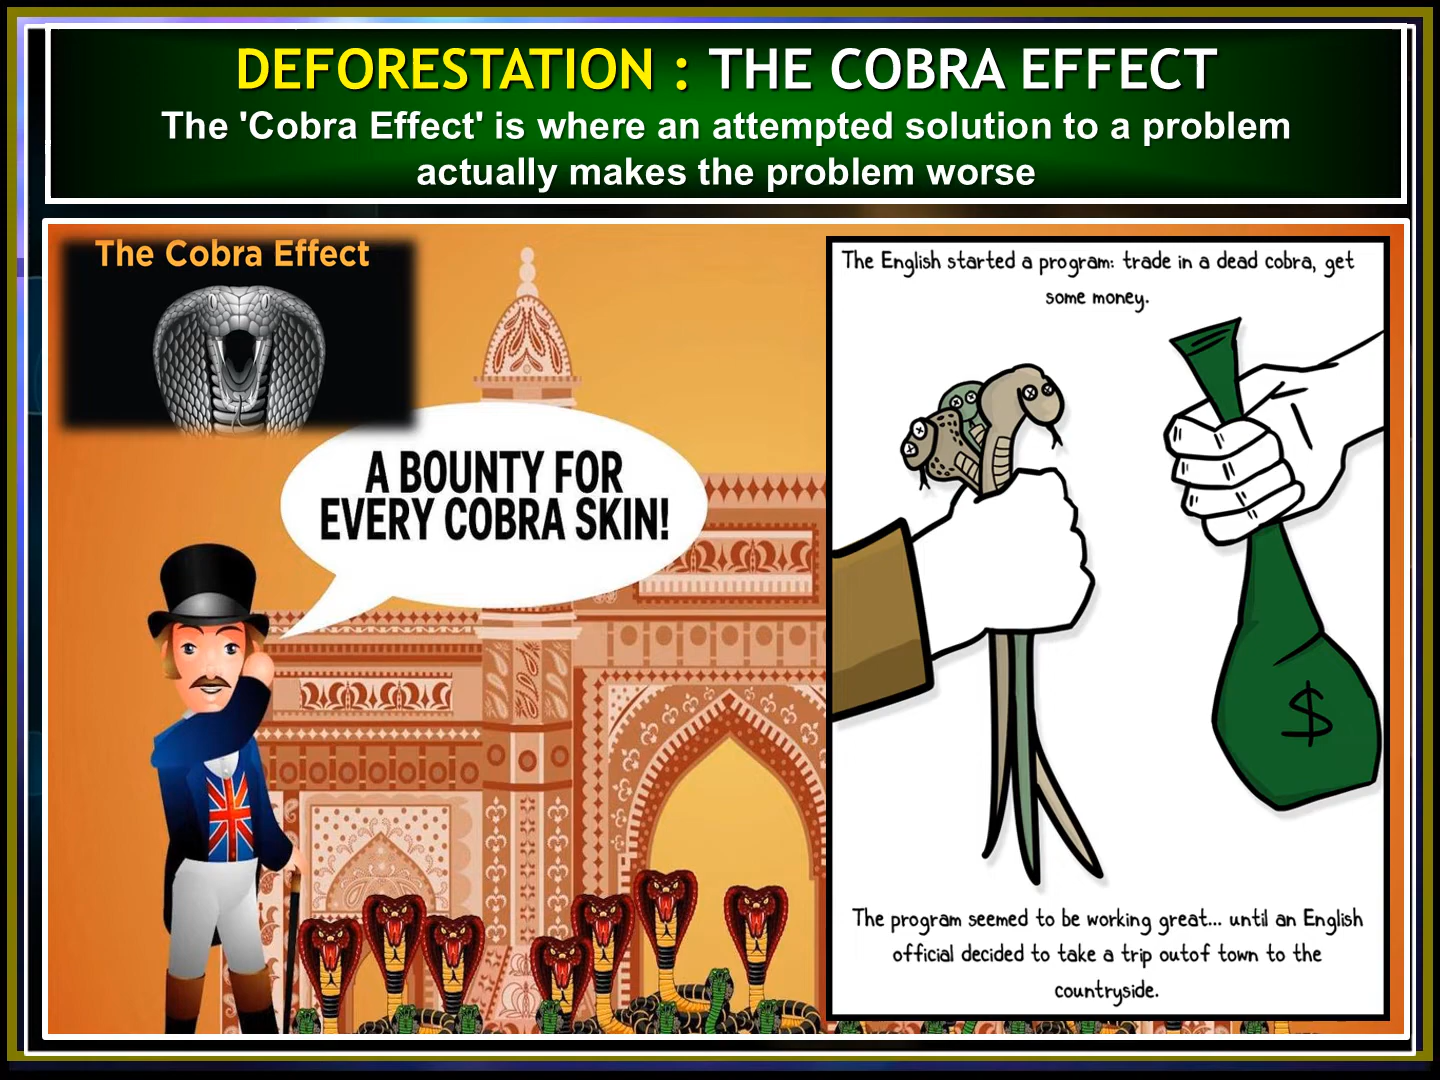 DEFORESTATION : THE COBRA EFFECT
The 'Cobra Effect' is where an attempted solution to a problem
actually makes the problem worse
The Cobra Effect
A BOUNTY FOR
EVERY COBRA SKIN!
The English started a program: trade in a dead cobra, get
some money.
$
The program seemed to be working great... until an English
official decided to take a trip outof town to the
countryside.